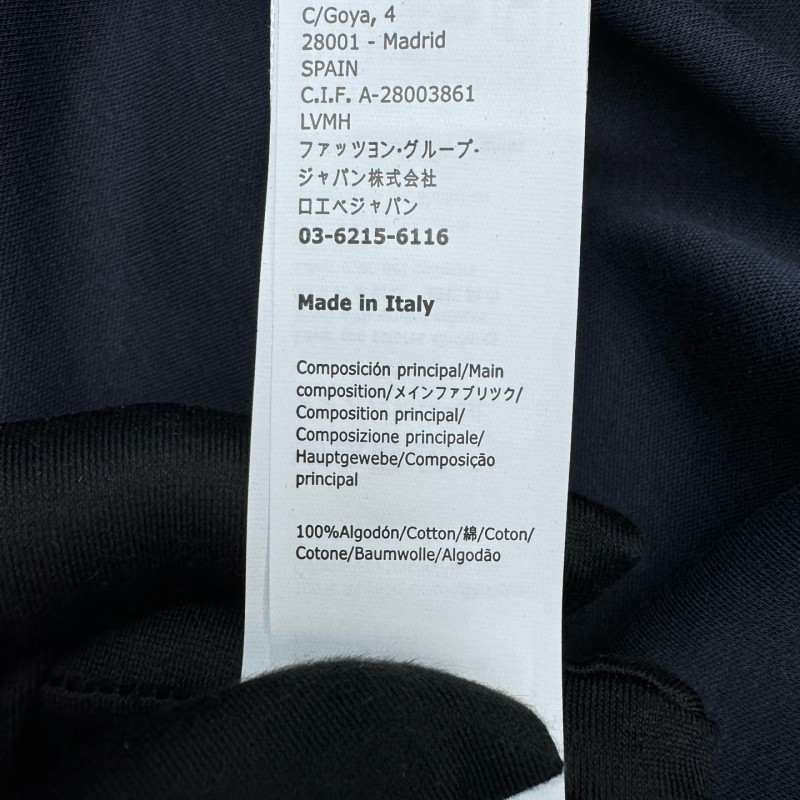 C/Goya, 4
28001 - Madrid
SPAIN
C.I.F. A-28003861
LVMH
ファッツヨン・グループ-
ジャパン株式会社
ロエベジャパン
03-6215-6116
Made in Italy
Composición principal/Main
composition/メインファブリツク/
Composition principal/
Composizione principale/
Hauptgewebe/Composição
principal
100%Algodón/Cotton/綿/Coton/
Cotone/Baumwolle/Algodão